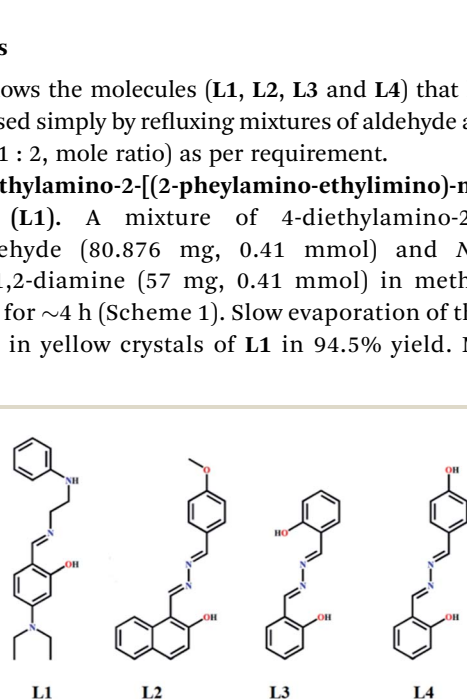 s
ows the molecules (L1, L2, L3 and L4) that
sed simply by refluxing mixtures of aldehyde a
1 : 2, mole ratio) as per requirement.
thylamino-2-[(2-pheylamino-ethylimino)-n
(L1). A mixture of 4-diethylamino-2
ehyde (80.876 mg, 0.41 mmol) and N
1,2-diamine (57 mg, 0.41 mmol) in meth
for ~4 h (Scheme 1). Slow evaporation of th
in yellow crystals of L1 in 94.5% yield. M
NH
N
OH
N
O
N
N
OH
HO
N
N
OH
OH
N
N
OH
L1 L2 L3 L4